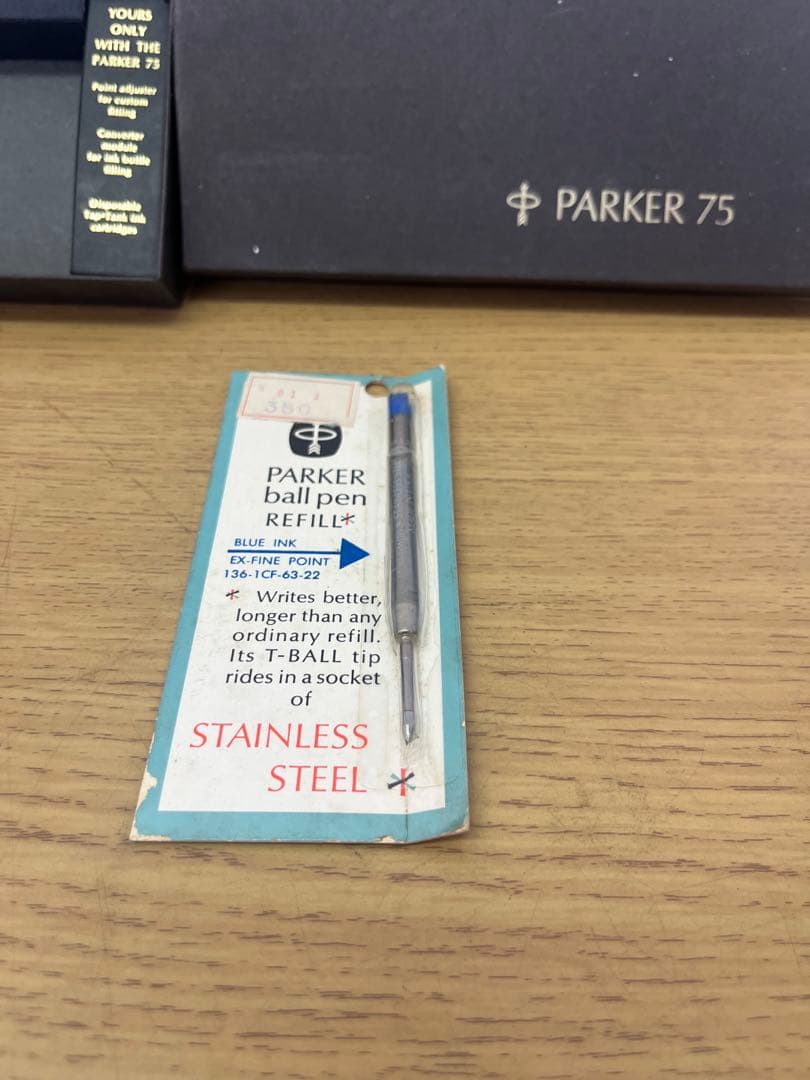 YOURS
ONLY
WITH THE
PARKER 75
Point adjuster
for custom
fitting
Converter
module
for ink bottle
filling
Disposable
Tap-Tank ink
cartridges
PARKER 75
350
PARKER
ball pen
REFILL*
BLUE INK
EX-FINE POINT
136-1CF-63-22
* Writes better,
longer than any
ordinary refill.
Its T-BALL tip
rides in a socket
of
STAINLESS
STEEL *